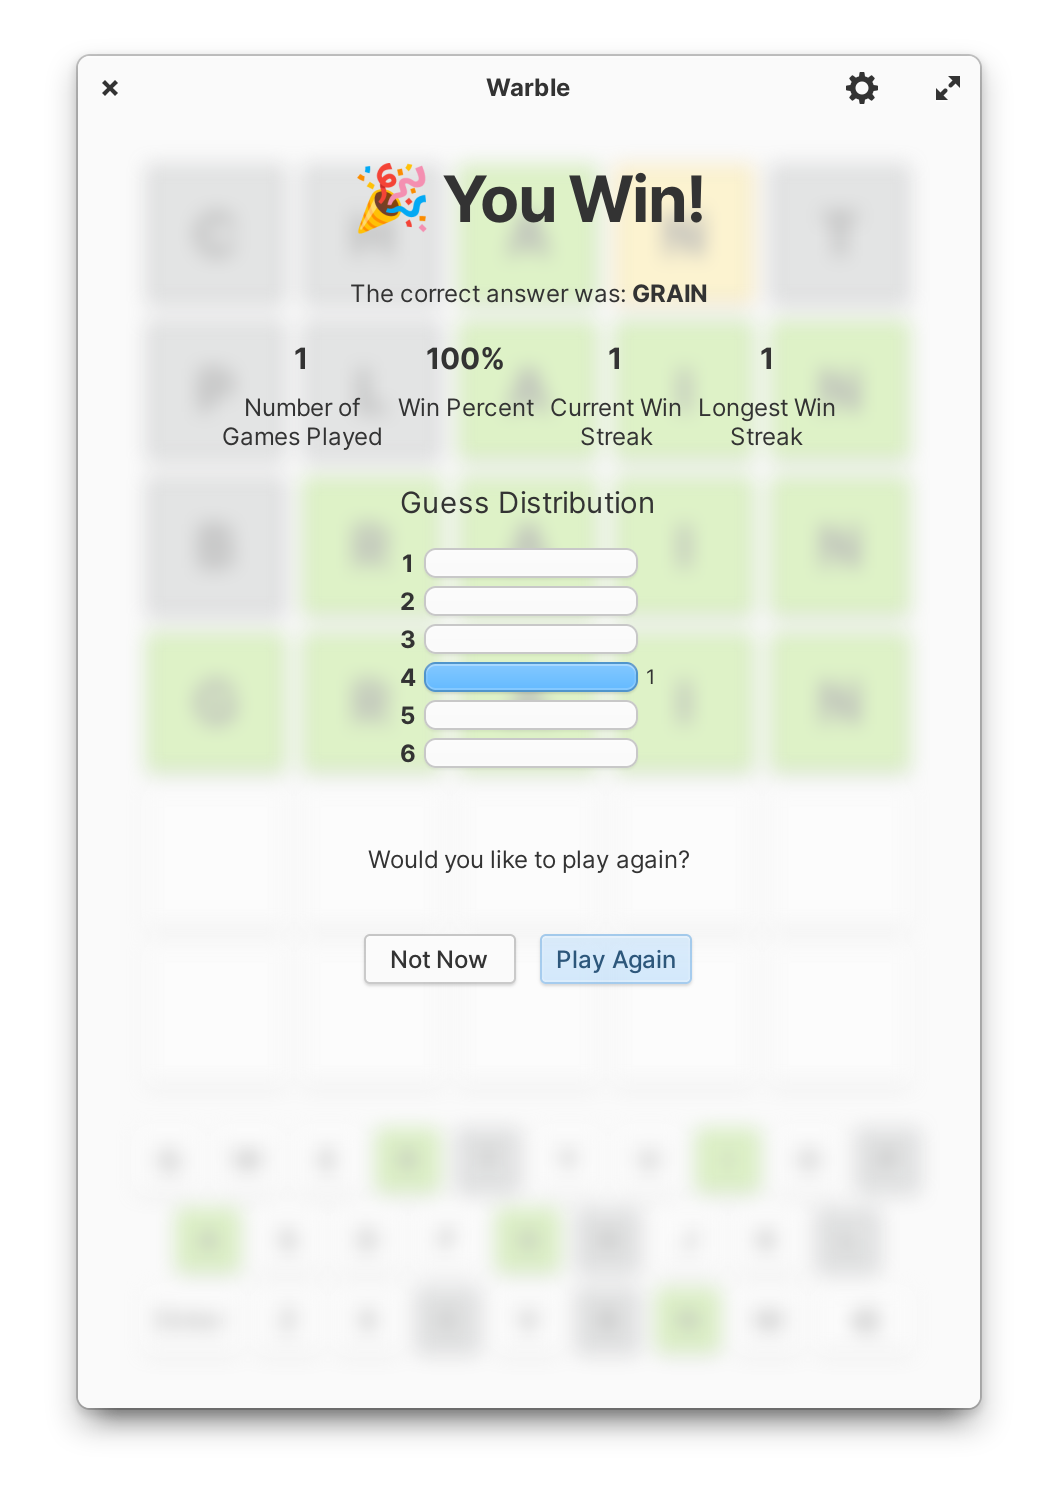 Warble
🎉 You Win!
The correct answer was: GRAIN
1 100% 1 1
Number of Games Played Win Percent Current Win Streak Longest Win Streak
Guess Distribution
1
2
3
4 1
5
6
Would you like to play again?
Not Now Play Again
C H A N T
P L A I N
B R A I N
G R A I N